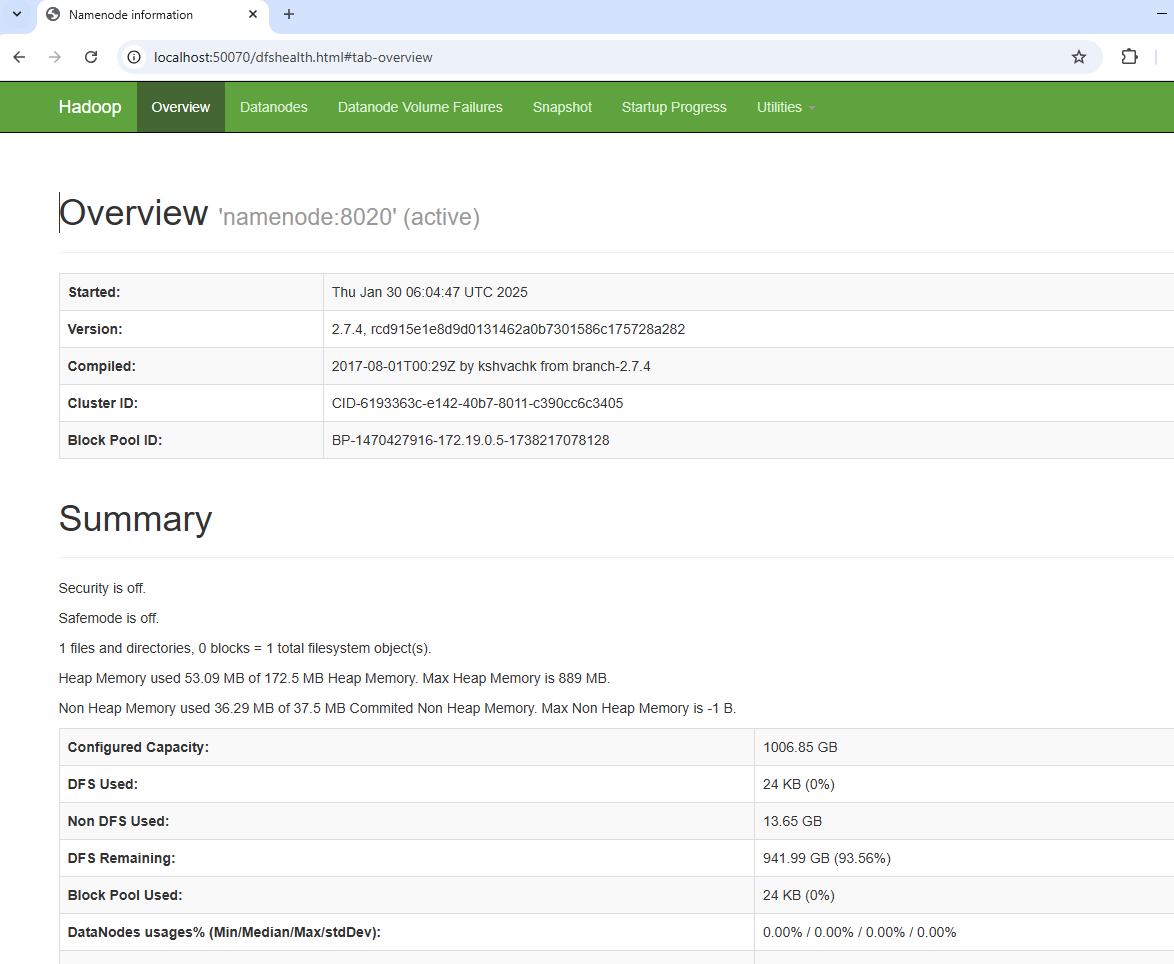 Namenode information
localhost:50070/dfshealth.html#tab-overview
Hadoop Overview Datanodes Datanode Volume Failures Snapshot Startup Progress Utilities
Overview 'namenode:8020' (active)
Started: Thu Jan 30 06:04:47 UTC 2025
Version: 2.7.4, rcd915e1e8d9d0131462a0b7301586c175728a282
Compiled: 2017-08-01T00:29Z by kshvachk from branch-2.7.4
Cluster ID: CID-6193363c-e142-40b7-8011-c390cc6c3405
Block Pool ID: BP-1470427916-172.19.0.5-1738217078128
Summary
Security is off.
Safemode is off.
1 files and directories, 0 blocks = 1 total filesystem object(s).
Heap Memory used 53.09 MB of 172.5 MB Heap Memory. Max Heap Memory is 889 MB.
Non Heap Memory used 36.29 MB of 37.5 MB Commited Non Heap Memory. Max Non Heap Memory is -1 B.
Configured Capacity: 1006.85 GB
DFS Used: 24 KB (0%)
Non DFS Used: 13.65 GB
DFS Remaining: 941.99 GB (93.56%)
Block Pool Used: 24 KB (0%)
DataNodes usages% (Min/Median/Max/stdDev): 0.00% / 0.00% / 0.00% / 0.00%